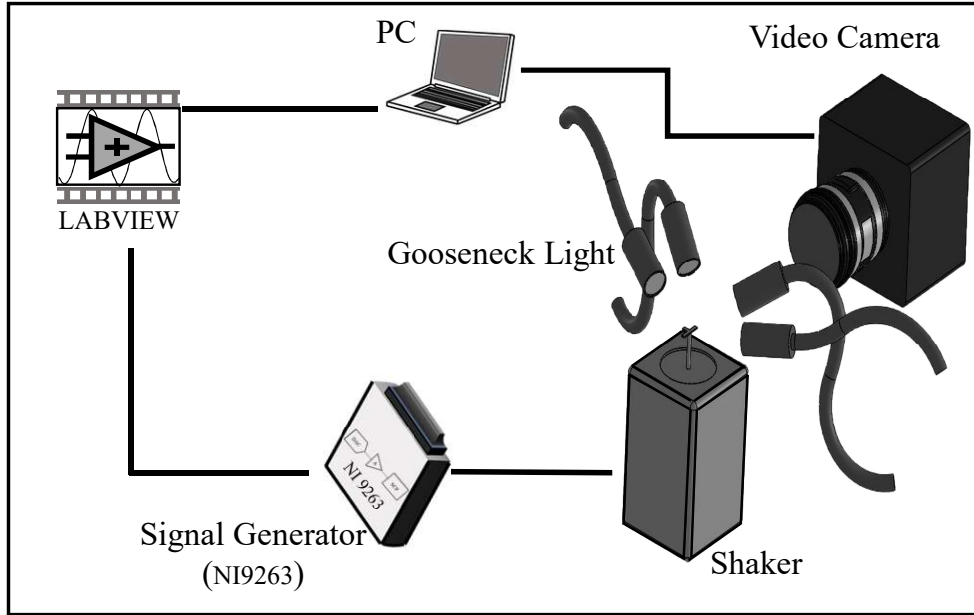 PC
Video Camera
LABVIEW
Gooseneck Light
NI 9263
Signal Generator
(NI9263)
Shaker